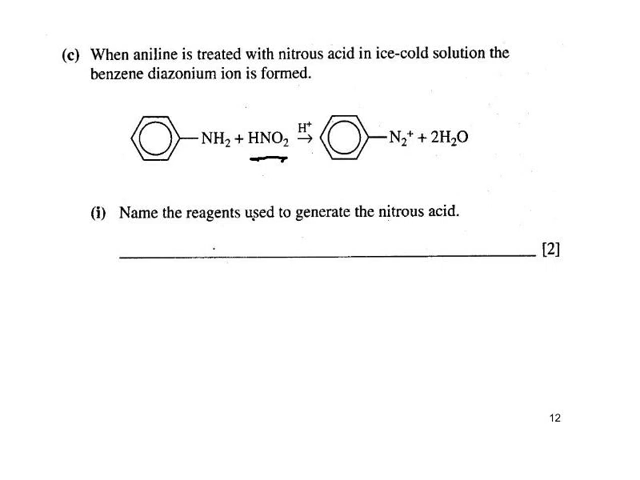 (c) When aniline is treated with nitrous acid in ice-cold solution the
benzene diazonium ion is formed.
NH₂ + HNO₂ H⁺ → N₂⁺ + 2H₂O
(i) Name the reagents used to generate the nitrous acid.
[2]
12